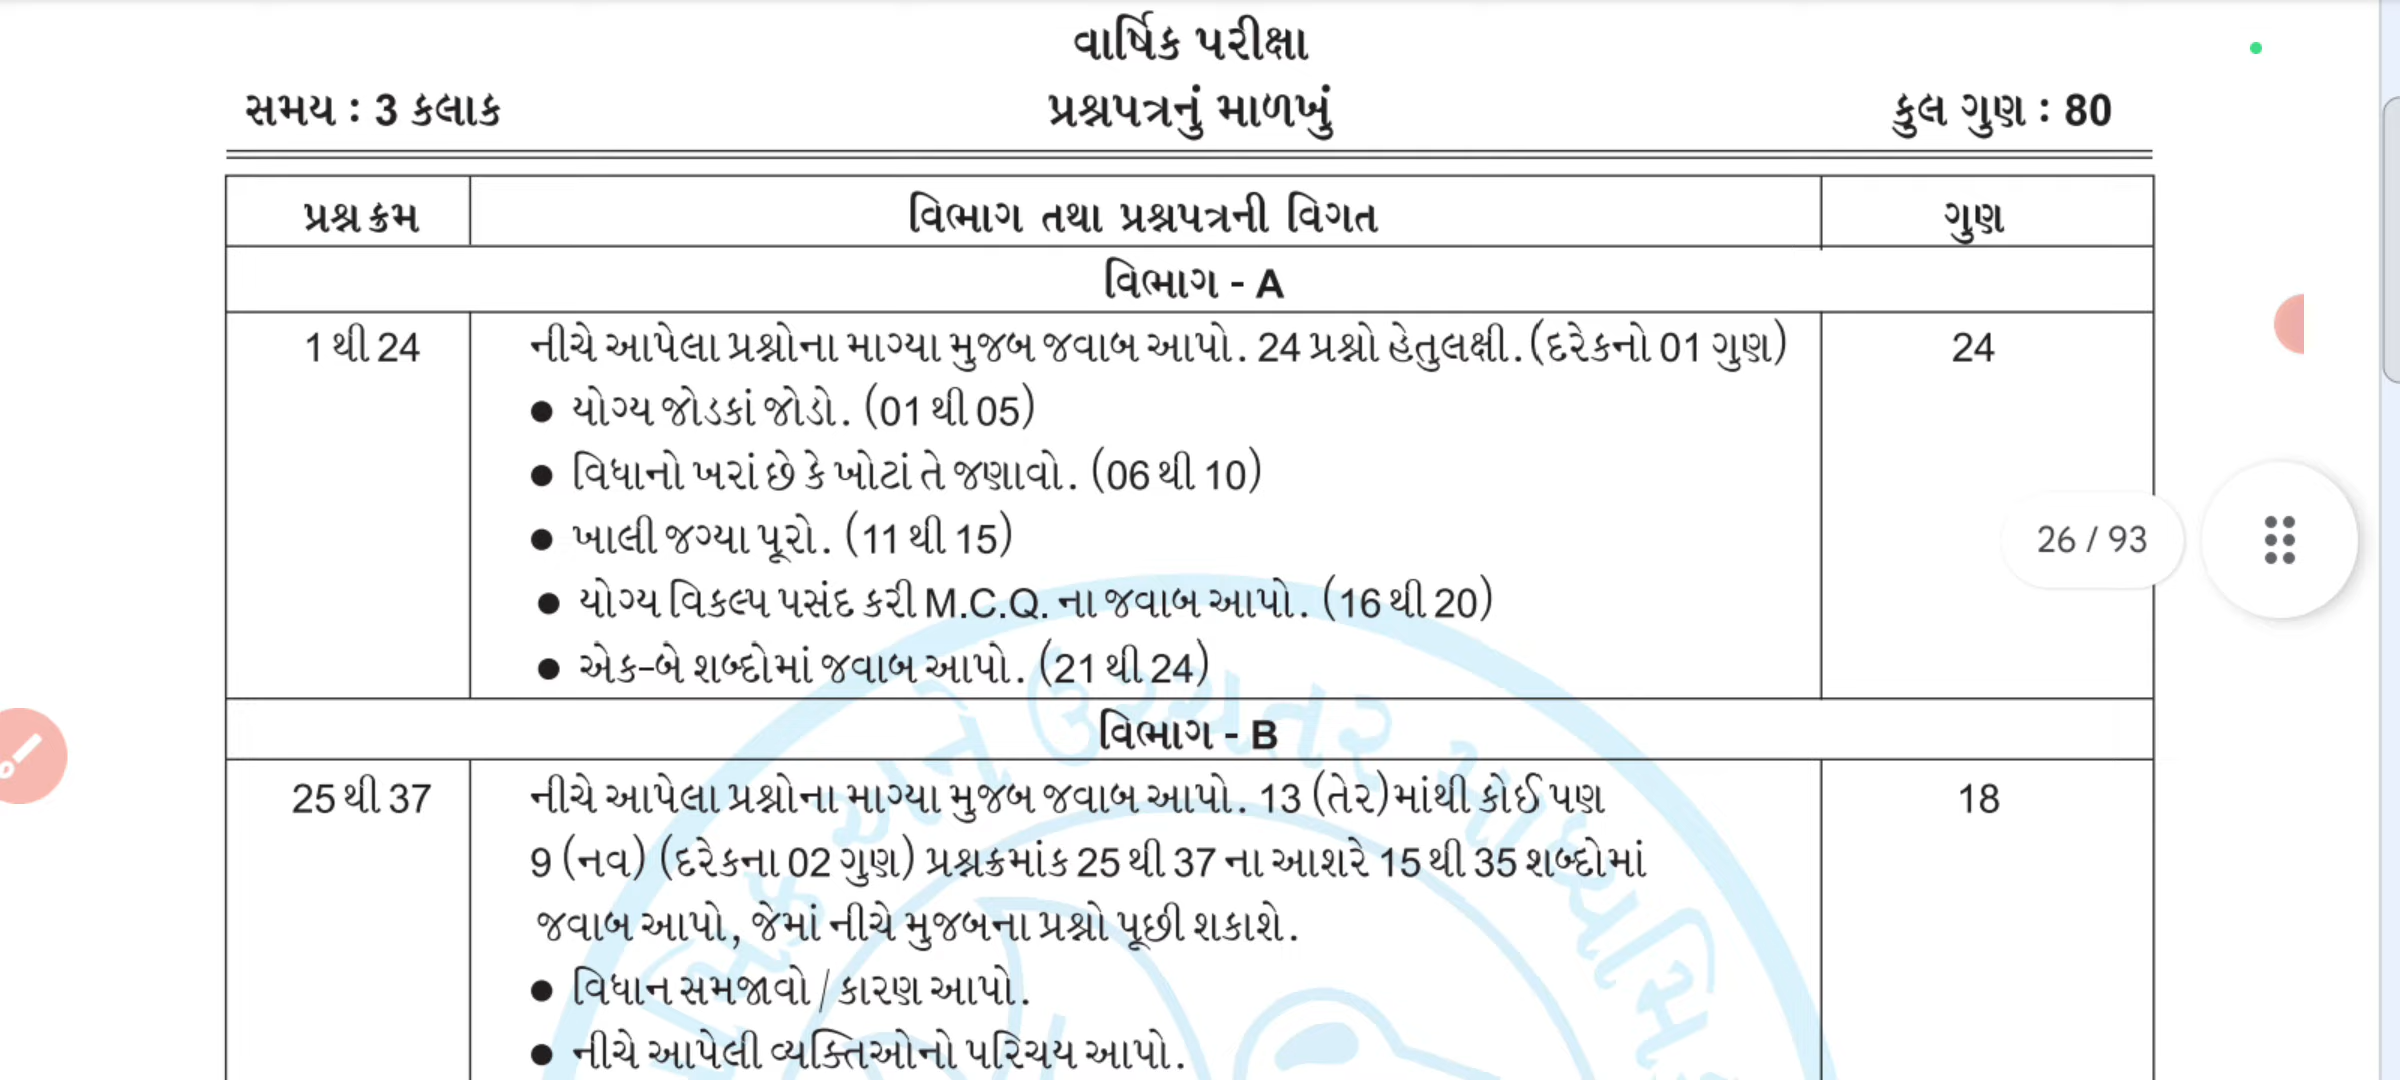 વાર્ષિક પરીક્ષા
સમય : 3 કલાક પ્રશ્નપત્રનું માળખું કુલ ગુણ : 80
પ્રશ્ન ક્રમ વિભાગ તથા પ્રશ્નપત્રની વિગત ગુણ
વિભાગ - A
1 થી 24 નીચે આપેલા પ્રશ્નોના માગ્યા મુજબ જવાબ આપો. 24 પ્રશ્નો હેતુલક્ષી. (દરેકનો 01 ગુણ) 24
● યોગ્ય જોડકાં જોડો. (01 થી 05)
● વિધાનો ખરાં છે કે ખોટાં તે જણાવો. (06 થી 10)
● ખાલી જગ્યા પૂરો. (11 થી 15)
26 / 93
● યોગ્ય વિકલ્પ પસંદ કરી M.C.Q. ના જવાબ આપો. (16 થી 20)
● એક-બે શબ્દોમાં જવાબ આપો. (21 થી 24)
વિભાગ - B
25 થી 37 નીચે આપેલા પ્રશ્નોના માગ્યા મુજબ જવાબ આપો. 13 (તેર)માંથી કોઈ પણ 18
9 (નવ) (દરેકના 02 ગુણ) પ્રશ્નક્રમાંક 25 થી 37 ના આશરે 15 થી 35 શબ્દોમાં
જવાબ આપો, જેમાં નીચે મુજબના પ્રશ્નો પૂછી શકાશે.
● વિધાન સમજાવો / કારણ આપો.
● નીચે આપેલી વ્યક્તિઓનો પરિચય આપો.
અને ઉચ્ચતર માધ્યમિ